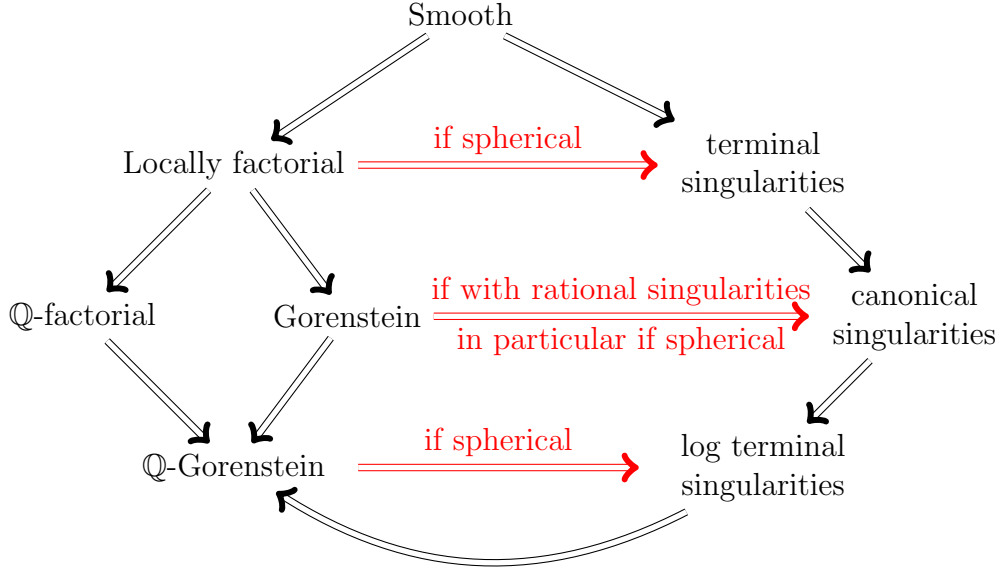 Smooth
if spherical
Locally factorial
terminal
singularities
if with rational singularities
ℚ-factorial
Gorenstein
in particular if spherical
canonical
singularities
if spherical
ℚ-Gorenstein
log terminal
singularities